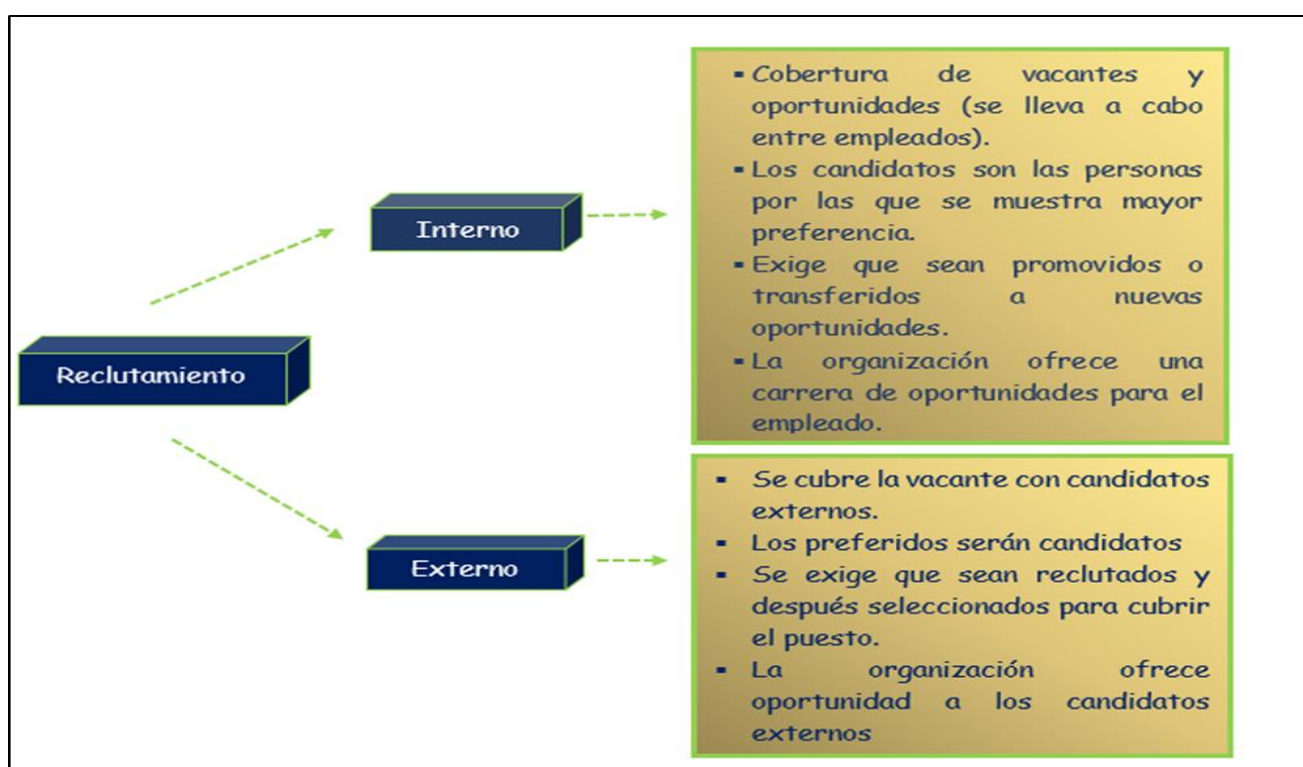 Reclutamiento
Interno
▪ Cobertura de vacantes y
oportunidades (se lleva a cabo
entre empleados).
▪ Los candidatos son las personas
por las que se muestra mayor
preferencia.
▪ Exige que sean promovidos o
transferidos a nuevas
oportunidades.
▪ La organización ofrece una
carrera de oportunidades para el
empleado.
Externo
▪ Se cubre la vacante con candidatos
externos.
▪ Los preferidos serán candidatos
▪ Se exige que sean reclutados y
después seleccionados para cubrir
el puesto.
▪ La organización ofrece
oportunidad a los candidatos
externos